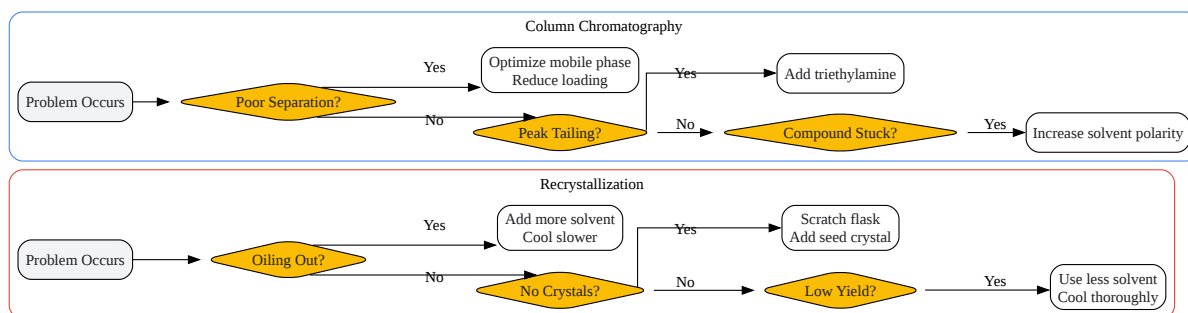 Column Chromatography
Problem Occurs
Poor Separation?
Yes
Optimize mobile phase
Reduce loading
No
Peak Tailing?
Yes
Add triethylamine
No
Compound Stuck?
Yes
Increase solvent polarity
Recrystallization
Problem Occurs
Oiling Out?
Yes
Add more solvent
Cool slower
No
No Crystals?
Yes
Scratch flask
Add seed crystal
No
Low Yield?
Yes
Use less solvent
Cool thoroughly